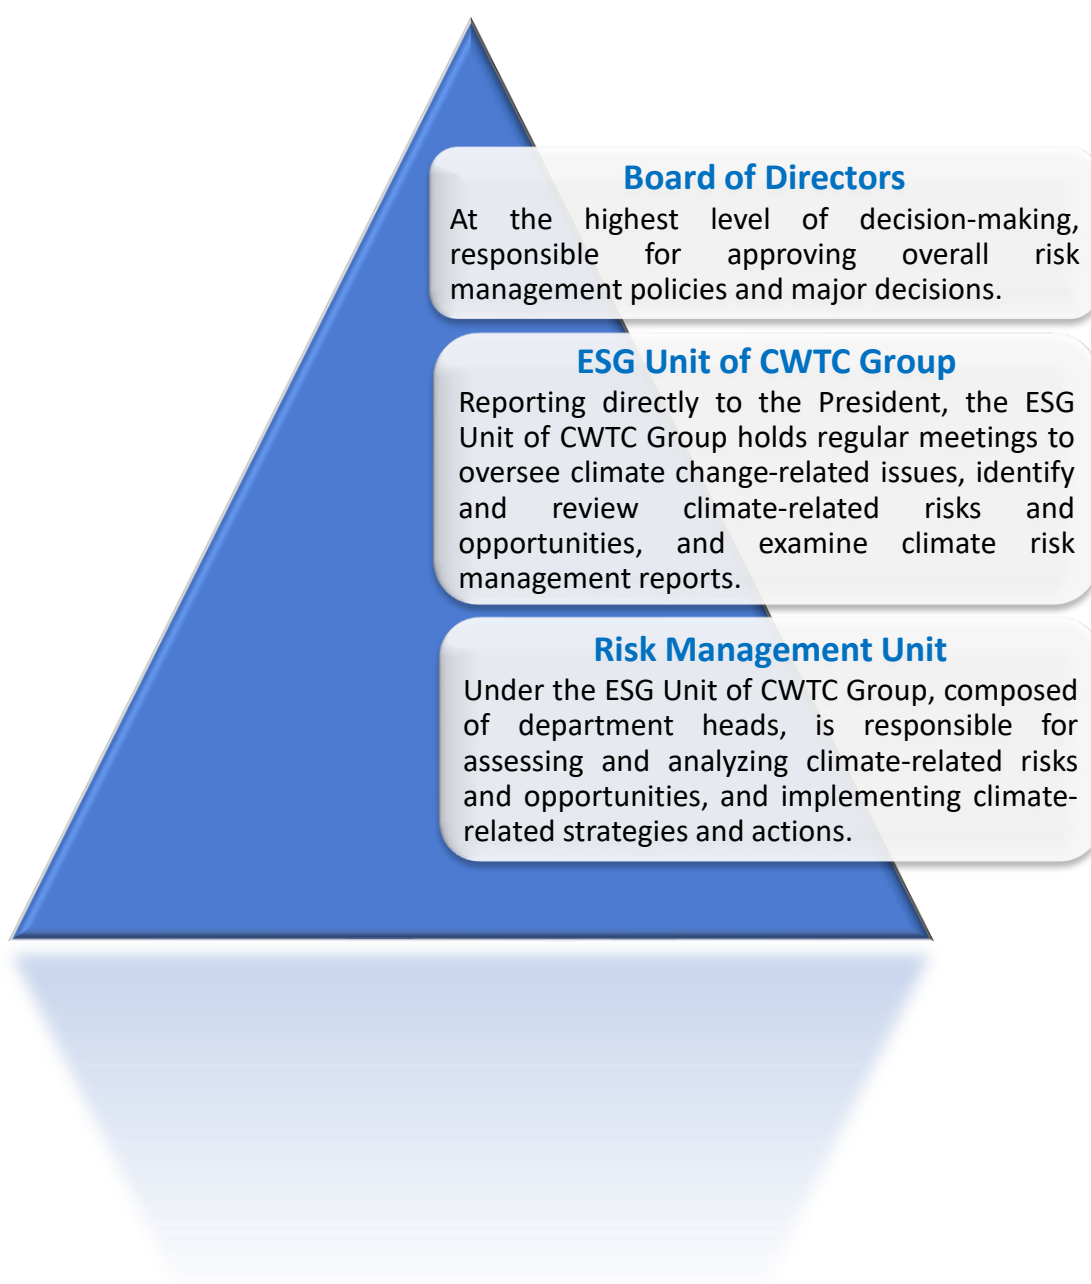 Board of Directors
At the highest level of decision-making,
responsible for approving overall risk
management policies and major decisions.
ESG Unit of CWTC Group
Reporting directly to the President, the ESG
Unit of CWTC Group holds regular meetings to
oversee climate change-related issues, identify
and review climate-related risks and
opportunities, and examine climate risk
management reports.
Risk Management Unit
Under the ESG Unit of CWTC Group, composed
of department heads, is responsible for
assessing and analyzing climate-related risks
and opportunities, and implementing climate-
related strategies and actions.